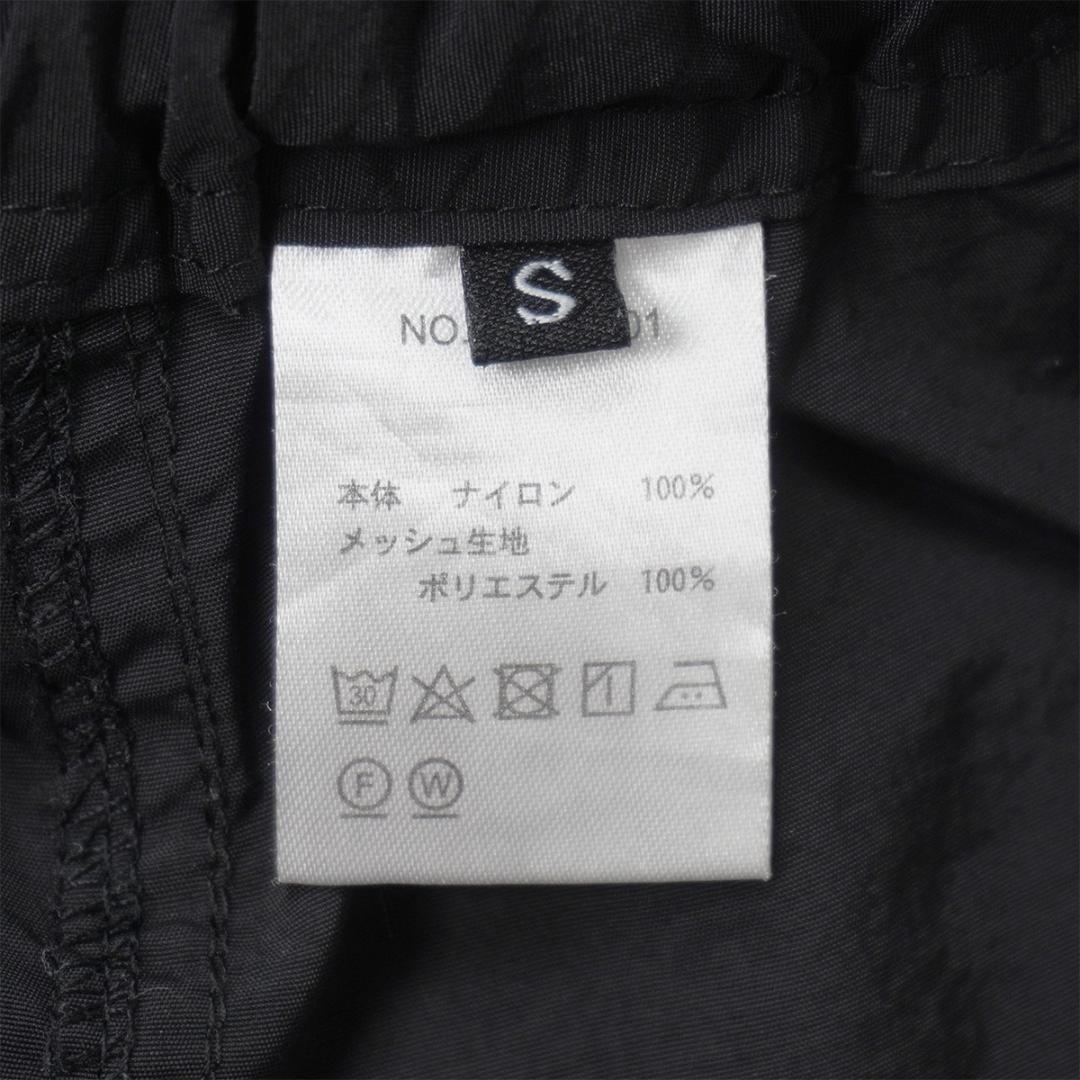 S
NO. 01
本体 ナイロン 100%
メッシュ生地
ポリエステル 100%
30
F W